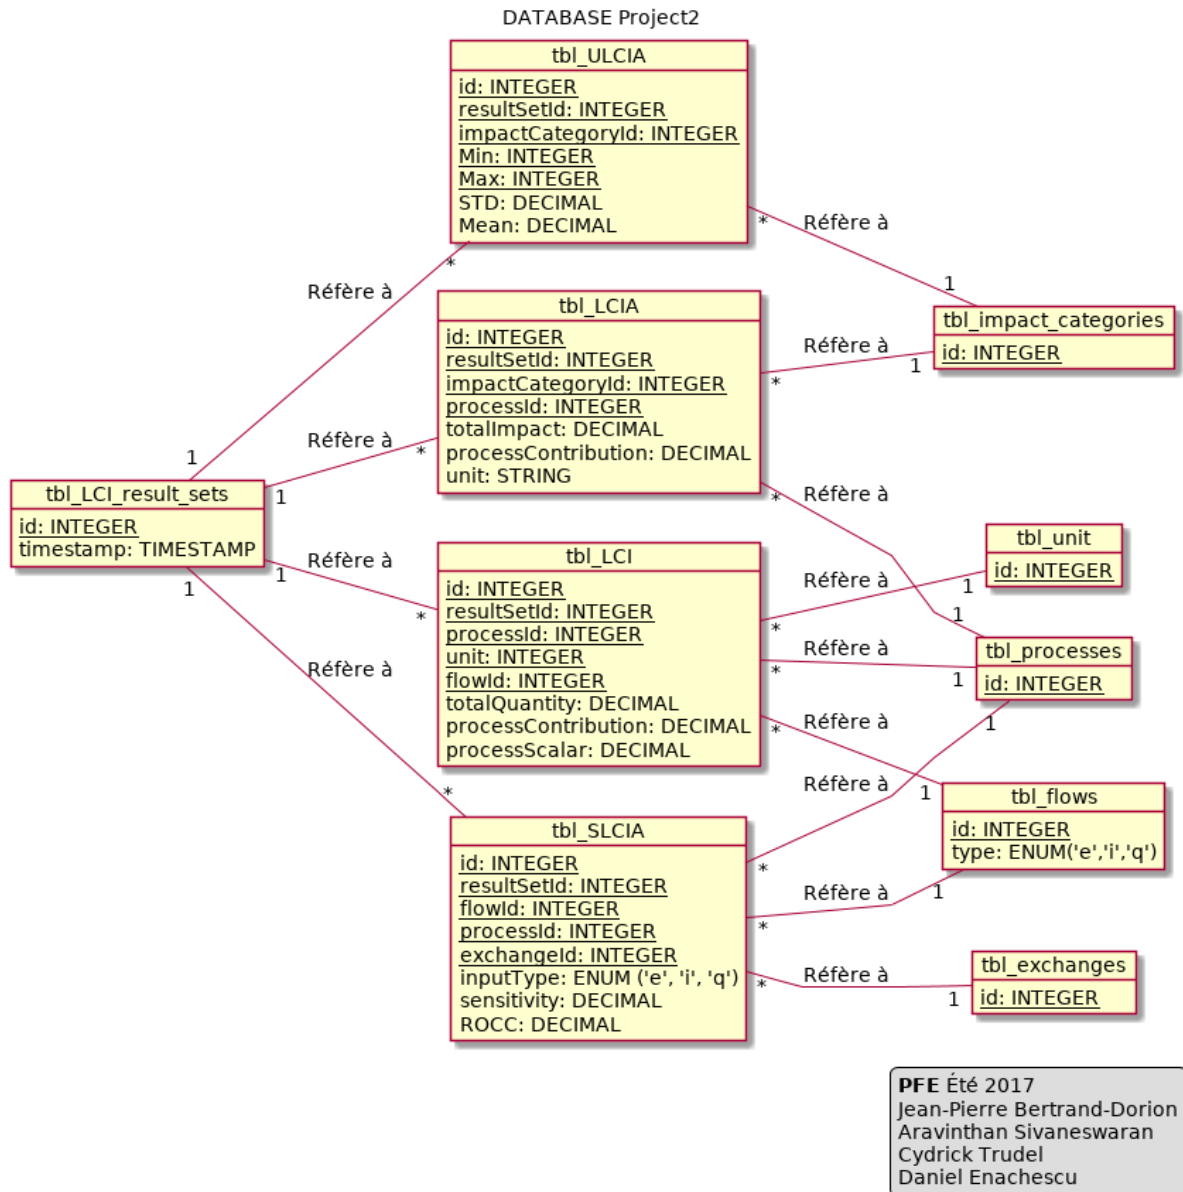 DATABASE Project2
tbl_ULCIA
id: INTEGER
resultSetId: INTEGER
impactCategoryId: INTEGER
Min: INTEGER
Max: INTEGER
STD: DECIMAL
Mean: DECIMAL
*
Réfère à
*
1
Réfère à
1
tbl_impact_categories
id: INTEGER
tbl_LCIA
id: INTEGER
resultSetId: INTEGER
impactCategoryId: INTEGER
processId: INTEGER
totalImpact: DECIMAL
processContribution: DECIMAL
unit: STRING
Réfère à
*
1
Réfère à
*
1
*
Réfère à
1
tbl_LCI_result_sets
id: INTEGER
timestamp: TIMESTAMP
tbl_unit
id: INTEGER
tbl_LCI
id: INTEGER
resultSetId: INTEGER
processId: INTEGER
unit: INTEGER
flowId: INTEGER
totalQuantity: DECIMAL
processContribution: DECIMAL
processScalar: DECIMAL
Réfère à
1
*
Réfère à
*
1
Réfère à
*
1
Réfère à
*
1
tbl_processes
id: INTEGER
1
Réfère à
*
1
Réfère à
*
tbl_flows
id: INTEGER
type: ENUM('e','i','q')
tbl_SLCIA
id: INTEGER
resultSetId: INTEGER
flowId: INTEGER
processId: INTEGER
exchangeId: INTEGER
inputType: ENUM ('e', 'i', 'q')
sensitivity: DECIMAL
ROCC: DECIMAL
Réfère à
*
1
Réfère à
*
1
tbl_exchanges
id: INTEGER
PFE Été 2017
Jean-Pierre Bertrand-Dorion
Aravinthan Sivaneswaran
Cydrick Trudel
Daniel Enachescu